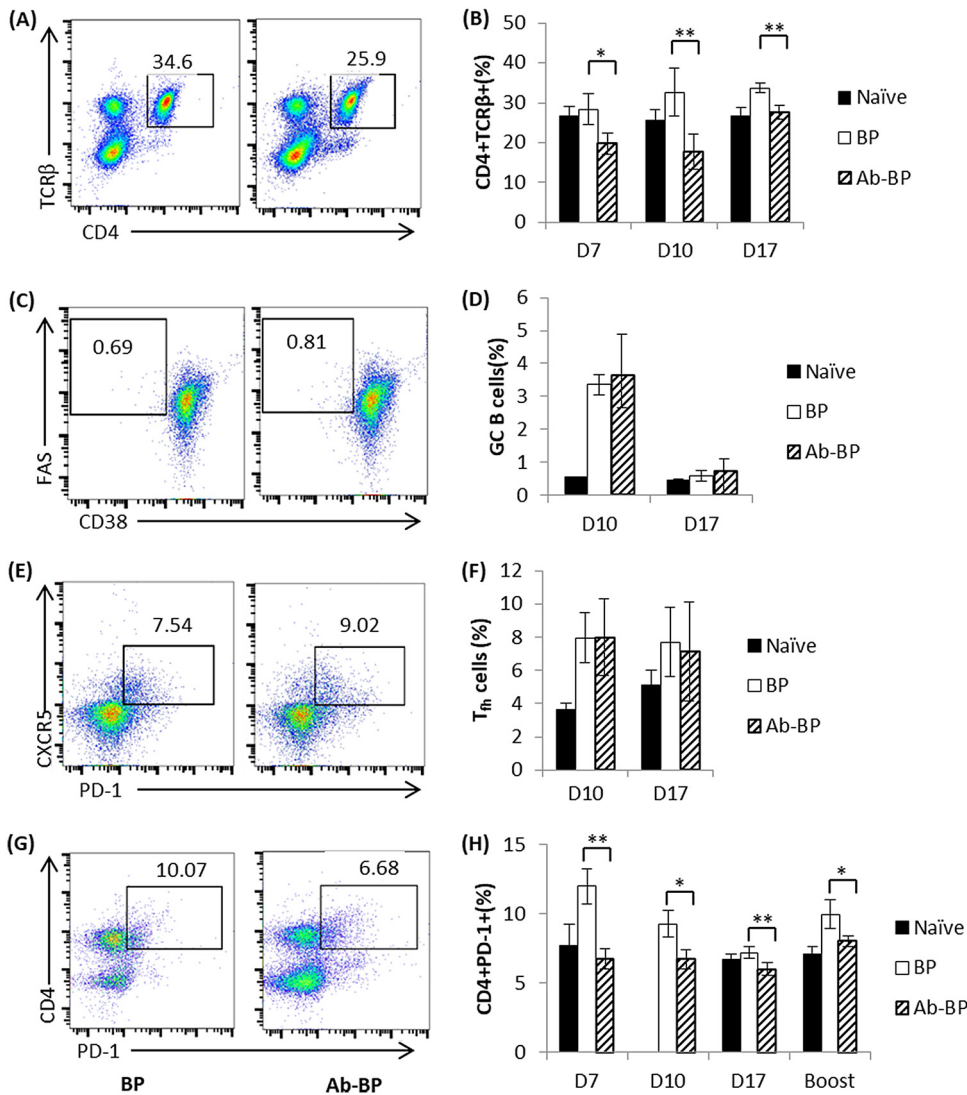 (A)
34.6
25.9
TCRβ
CD4
(B)
CD4+TCRβ+(%)
50
40
30
20
10
0
*
**
**
D7
D10
D17
Naïve
BP
Ab-BP
(C)
0.69
0.81
FAS
CD38
(D)
GC B cells(%)
6
5
4
3
2
1
0
D10
D17
Naïve
BP
Ab-BP
(E)
7.54
9.02
CXCR5
PD-1
(F)
Tfh cells (%)
12
10
8
6
4
2
0
D10
D17
Naïve
BP
Ab-BP
(G)
10.07
6.68
CD4
PD-1
BP
Ab-BP
(H)
CD4+PD-1+(%)
15
10
5
0
**
*
**
*
D7
D10
D17
Boost
Naïve
BP
Ab-BP